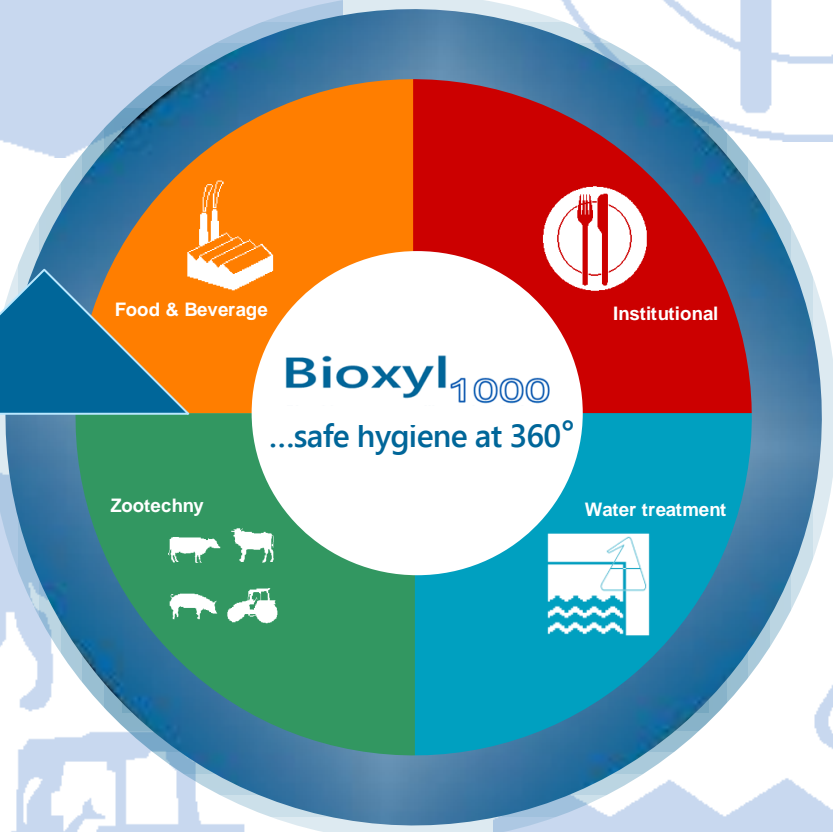 Food & Beverage
Institutional
Bioxyl1000
...safe hygiene at 360°
Zootechny
Water treatment